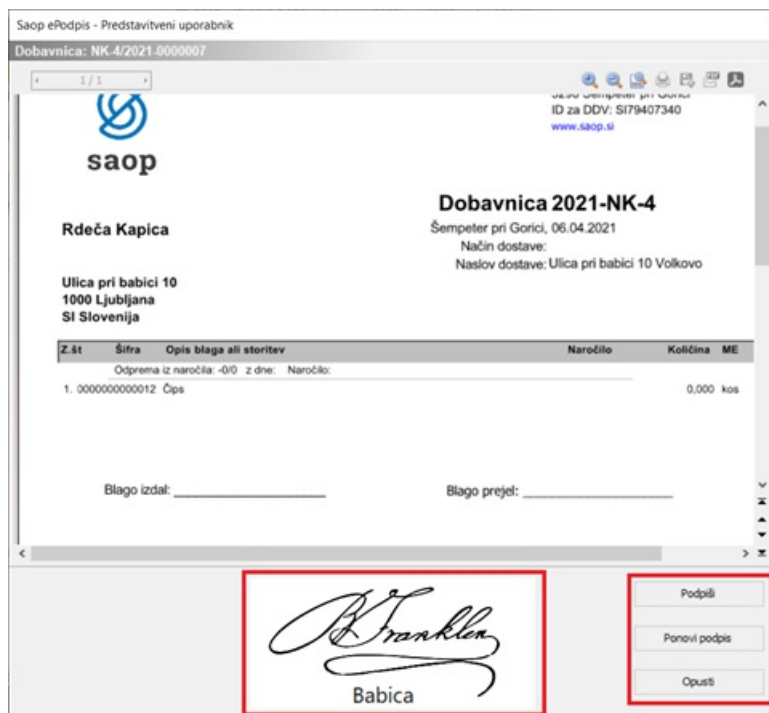 Saop ePodpis - Predstavitveni uporabnik
Dobavnica: NK-4/2021-0000007
1/1
5290 Šempeter pri Gorici
ID za DDV: SI79407340
www.saop.si
saop
Dobavnica 2021-NK-4
Rdeča Kapica
Šempeter pri Gorici, 06.04.2021
Način dostave:
Naslov dostave: Ulica pri babici 10 Volkovo
Ulica pri babici 10
1000 Ljubljana
SI Slovenija
Z.št Šifra Opis blaga ali storitev Naročilo Količina ME
Odprema iz naročila: -0/0 z dne: Naročilo:
1. 0000000000012 Čips 0,000 kos
Blago izdal: Blago prejel:
B Franklin
Babica
Podpiši
Ponovi podpis
Opusti